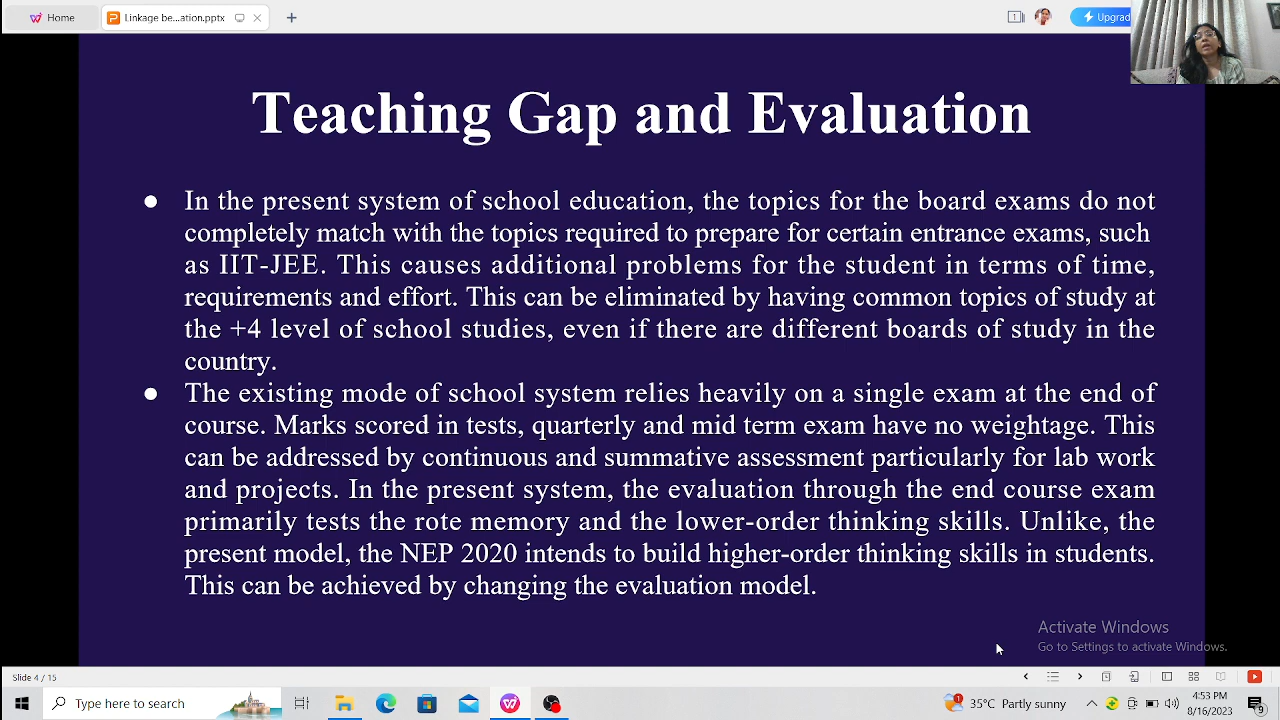 Home
Linkage be...ation.pptx
1
Upgrad
Teaching Gap and Evaluation
● In the present system of school education, the topics for the board exams do not
completely match with the topics required to prepare for certain entrance exams, such
as IIT-JEE. This causes additional problems for the student in terms of time,
requirements and effort. This can be eliminated by having common topics of study at
the +4 level of school studies, even if there are different boards of study in the
country.
● The existing mode of school system relies heavily on a single exam at the end of
course. Marks scored in tests, quarterly and mid term exam have no weightage. This
can be addressed by continuous and summative assessment particularly for lab work
and projects. In the present system, the evaluation through the end course exam
primarily tests the rote memory and the lower-order thinking skills. Unlike, the
present model, the NEP 2020 intends to build higher-order thinking skills in students.
This can be achieved by changing the evaluation model.
Activate Windows
Go to Settings to activate Windows.
Slide 4 / 15
Type here to search
1
35°C Partly sunny
4:53 PM
8/16/2023
9